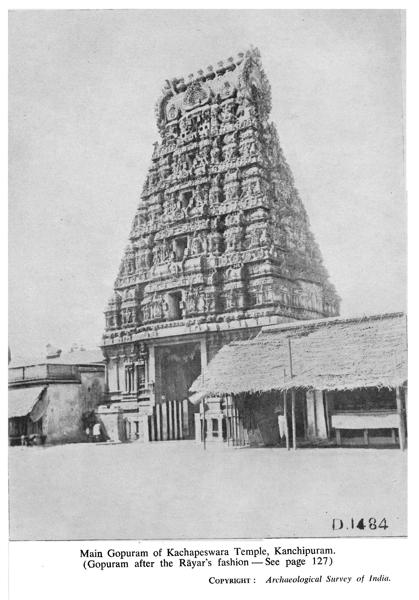 D.1484
Main Gopuram of Kachapeswara Temple, Kanchipuram.
(Gopuram after the Rāyar's fashion — See page 127)
COPYRIGHT : Archaeological Survey of India.